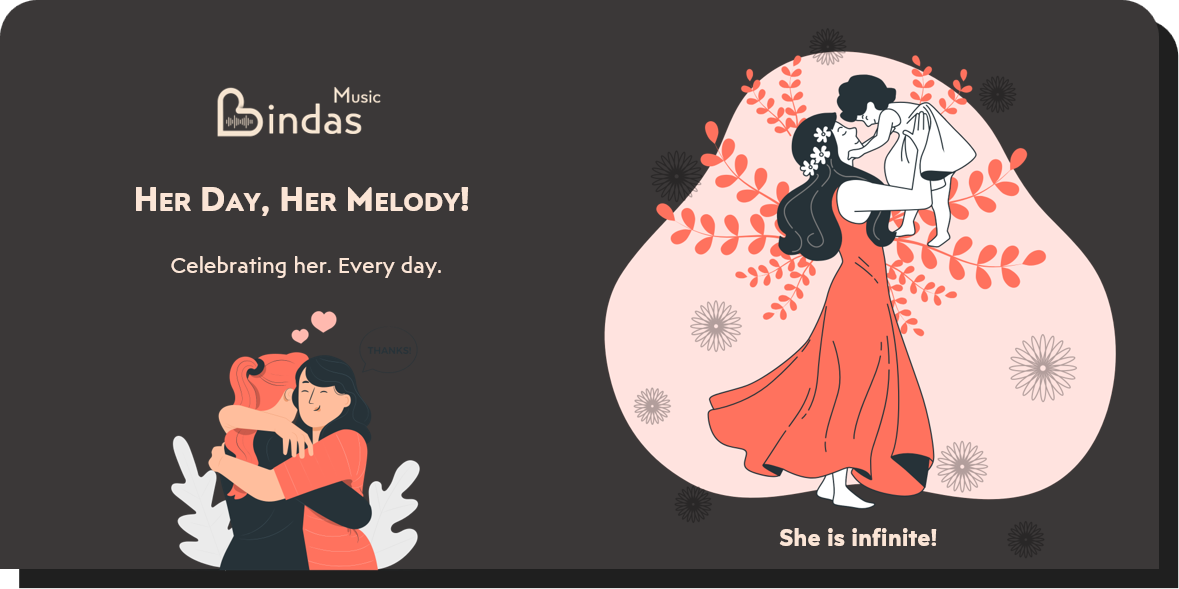 Music
Bindas
Her Day, Her Melody!
Celebrating her. Every day.
THANKS!
She is infinite!